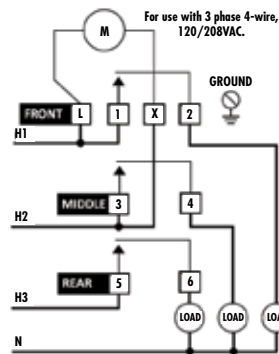 For use with 3 phase 4-wire,
120/208VAC.
M
GROUND
FRONT L 1 X 2
H1
MIDDLE 3 4
H2
REAR 5 6
H3
LOAD LOAD
N